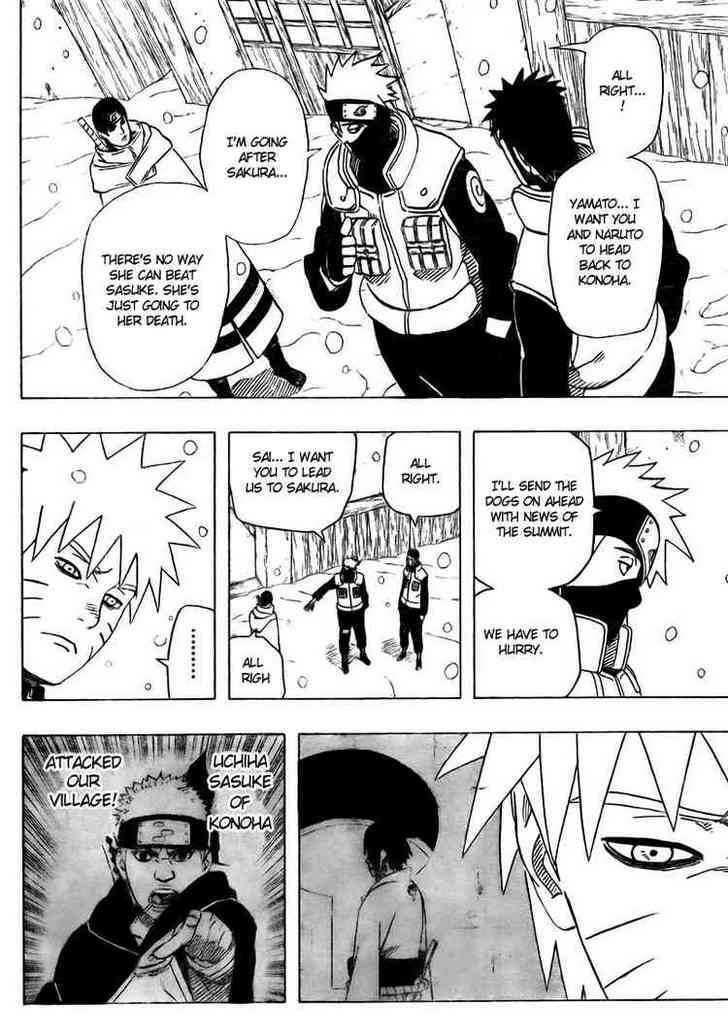 ALL
RIGHT...
!
YAMATO... I
WANT YOU
AND NARUTO
TO HEAD
BACK TO
KONOHA.
I'M GOING
AFTER
SAKURA...
THERE'S NO WAY
SHE CAN BEAT
SASUKE. SHE'S
JUST GOING TO
HER DEATH.
I'LL SEND THE
DOGS ON AHEAD
WITH NEWS OF
THE SUMMIT.
WE HAVE TO
HURRY.
ALL
RIGHT.
SAI... I WANT
YOU TO LEAD
US TO SAKURA.
ALL
RIGH
.........
UCHIHA
SASUKE OF
KONOHA
ATTACKED
OUR
VILLAGE!